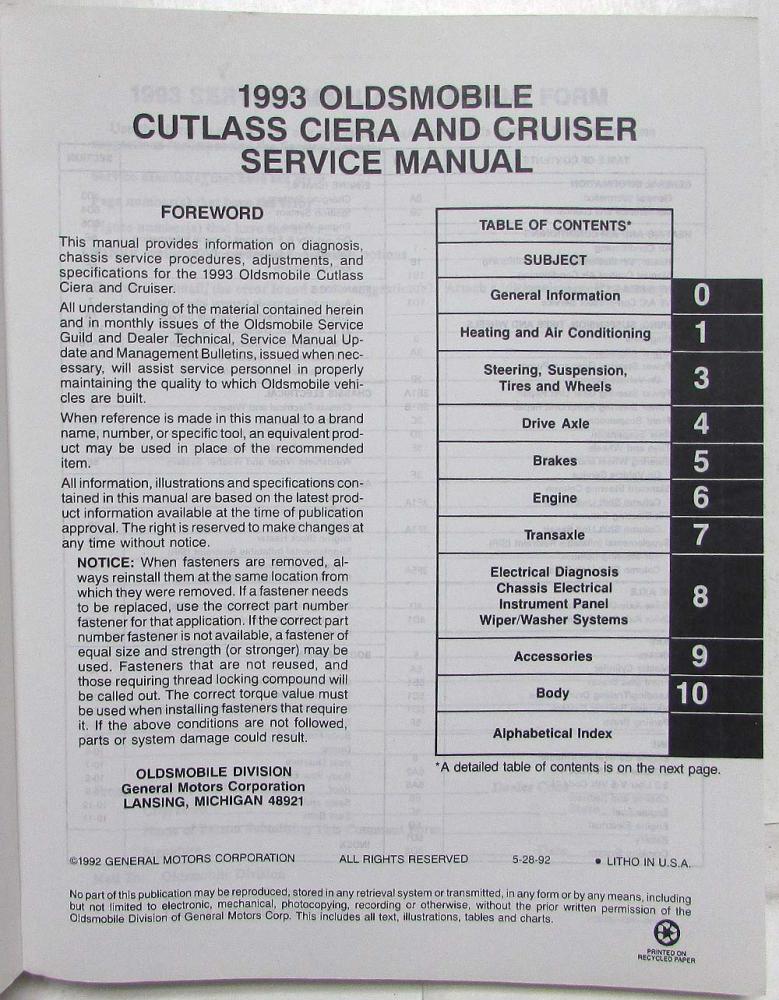 1993 OLDSMOBILE
CUTLASS CIERA AND CRUISER
SERVICE MANUAL
FOREWORD
This manual provides information on diagnosis,
chassis service procedures, adjustments, and
specifications for the 1993 Oldsmobile Cutlass
Ciera and Cruiser.
All understanding of the material contained herein
and in monthly issues of the Oldsmobile Service
Guild and Dealer Technical, Service Manual Up-
date and Management Bulletins, issued when nec-
essary, will assist service personnel in properly
maintaining the quality to which Oldsmobile vehi-
cles are built.
When reference is made in this manual to a brand
name, number, or specific tool, an equivalent prod-
uct may be used in place of the recommended
item.
All information, illustrations and specifications con-
tained in this manual are based on the latest prod-
uct information available at the time of publication
approval. The right is reserved to make changes at
any time without notice.
NOTICE: When fasteners are removed, al-
ways reinstall them at the same location from
which they were removed. If a fastener needs
to be replaced, use the correct part number
fastener for that application. If the correct part
number fastener is not available, a fastener of
equal size and strength (or stronger) may be
used. Fasteners that are not reused, and
those requiring thread locking compound will
be called out. The correct torque value must
be used when installing fasteners that require
it. If the above conditions are not followed,
parts or system damage could result.
OLDSMOBILE DIVISION
General Motors Corporation
LANSING, MICHIGAN 48921
TABLE OF CONTENTS*
SUBJECT
General Information 0
Heating and Air Conditioning 1
Steering, Suspension,
Tires and Wheels 3
Drive Axle 4
Brakes 5
Engine 6
Transaxle 7
Electrical Diagnosis
Chassis Electrical
Instrument Panel
Wiper/Washer Systems 8
Accessories 9
Body 10
Alphabetical Index
*A detailed table of contents is on the next page.
©1992 GENERAL MOTORS CORPORATION ALL RIGHTS RESERVED 5-28-92 • LITHO IN U.S.A.
No part of this publication may be reproduced, stored in any retrieval system or transmitted, in any form or by any means, including
but not limited to electronic, mechanical, photocopying, recording or otherwise, without the prior written permission of the
Oldsmobile Division of General Motors Corp. This includes all text, illustrations, tables and charts.
PRINTED ON
RECYCLED PAPER